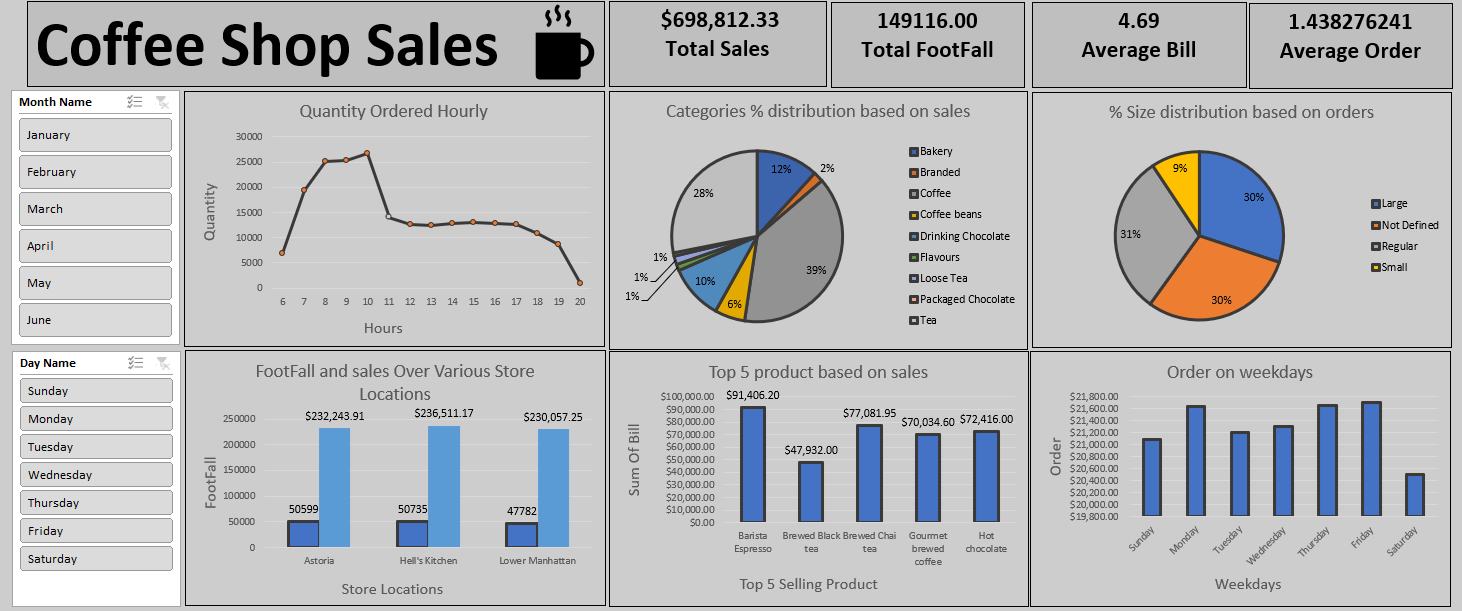 Coffee Shop Sales
$698,812.33
Total Sales
149116.00
Total FootFall
4.69
Average Bill
1.438276241
Average Order
Month Name
January
February
March
April
May
June
Day Name
Sunday
Monday
Tuesday
Wednesday
Thursday
Friday
Saturday
Quantity Ordered Hourly
Quantity
30000
25000
20000
15000
10000
5000
0
6 7 8 9 10 11 12 13 14 15 16 17 18 19 20
Hours
Categories % distribution based on sales
12%
2%
39%
6%
10%
1%
1%
1%
28%
Bakery
Branded
Coffee
Coffee beans
Drinking Chocolate
Flavours
Loose Tea
Packaged Chocolate
Tea
% Size distribution based on orders
30%
30%
31%
9%
Large
Not Defined
Regular
Small
FootFall and sales Over Various Store
Locations
FootFall
250000
200000
150000
100000
50000
0
$232,243.91
$236,511.17
$230,057.25
50599
50735
47782
Astoria
Hell's Kitchen
Lower Manhattan
Store Locations
Top 5 product based on sales
Sum Of Bill
$100,000.00
$90,000.00
$80,000.00
$70,000.00
$60,000.00
$50,000.00
$40,000.00
$30,000.00
$20,000.00
$10,000.00
$0.00
$91,406.20
$47,932.00
$77,081.95
$70,034.60
$72,416.00
Barista
Espresso
Brewed Black
tea
Brewed Chai
tea
Gourmet
brewed
coffee
Hot
chocolate
Top 5 Selling Product
Order on weekdays
Order
$21,800.00
$21,600.00
$21,400.00
$21,200.00
$21,000.00
$20,800.00
$20,600.00
$20,400.00
$20,200.00
$20,000.00
$19,800.00
Sunday
Monday
Tuesday
Wednesday
Thursday
Friday
Saturday
Weekdays